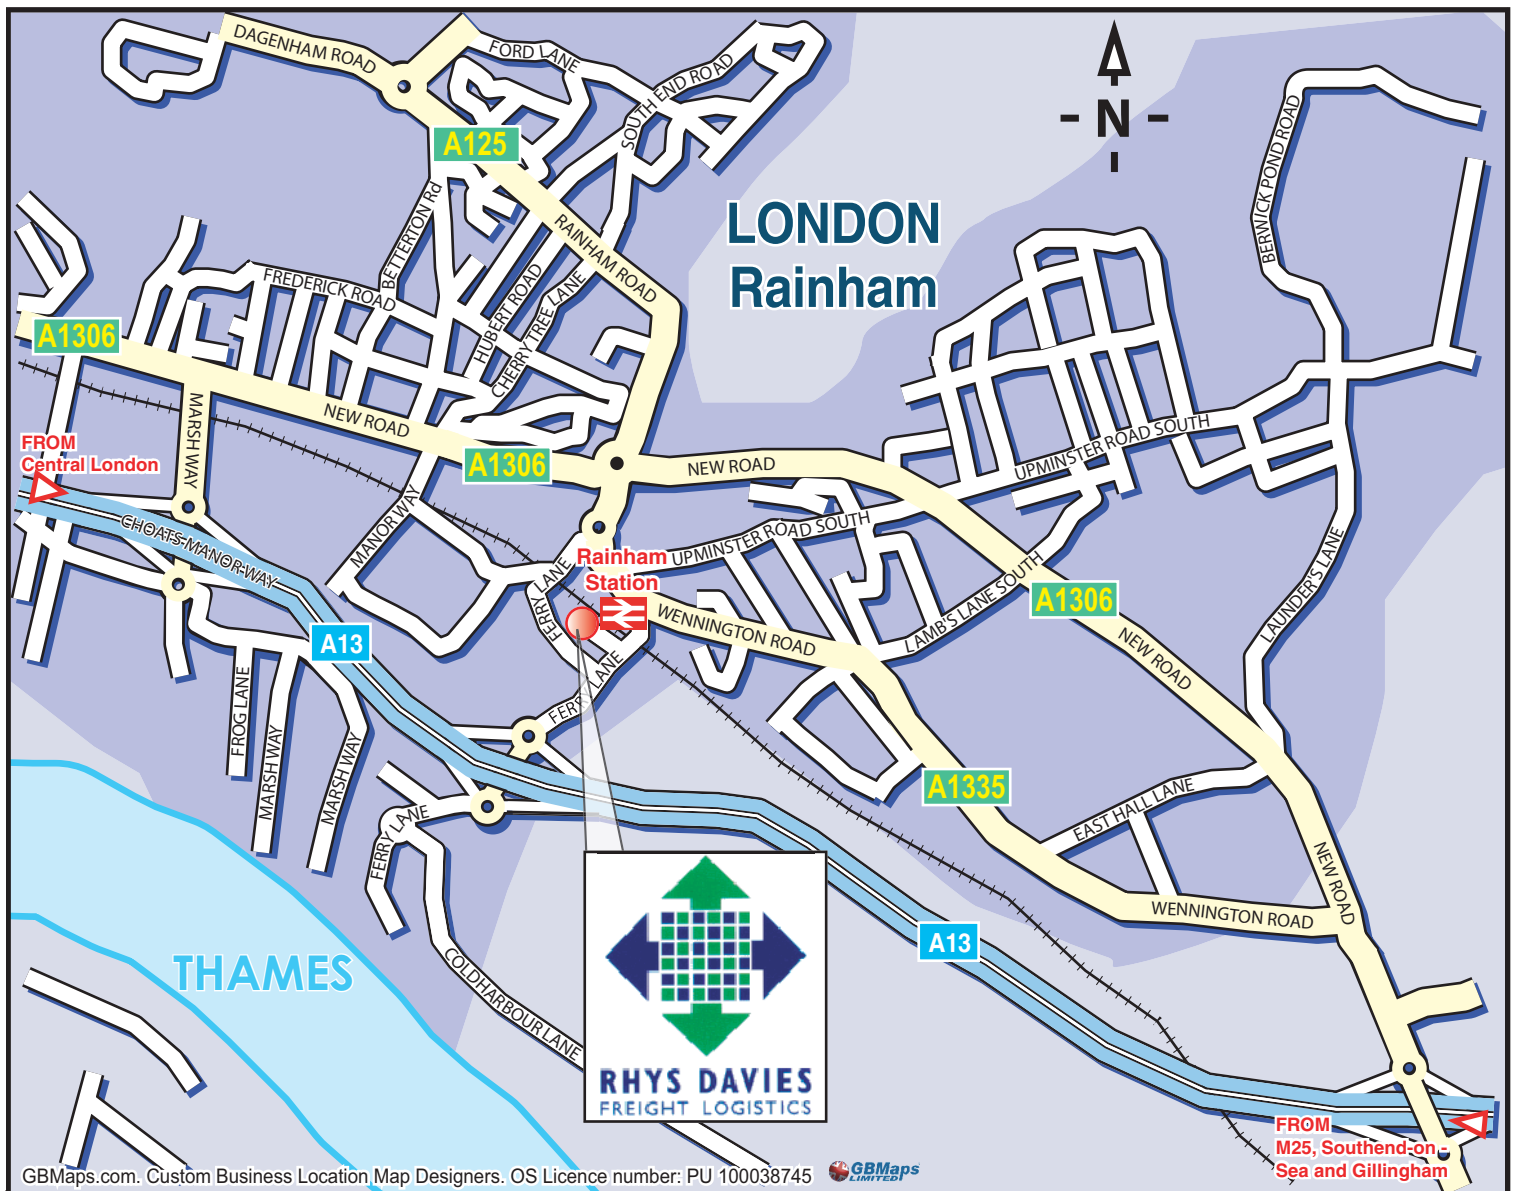 DAGENHAM ROAD
FORD LANE
SOUTH END ROAD
A125
N
BERWICK POND ROAD
BETTERTON Rd
RAINHAM ROAD
LONDON
Rainham
FREDERICK ROAD
HUBERT ROAD
CHERRY TREE LANE
A1306
MARSH WAY
NEW ROAD
FROM
Central London
A1306
NEW ROAD
UPMINSTER ROAD SOUTH
CHOATS MANOR WAY
MANOR WAY
UPMINSTER ROAD SOUTH
Rainham
Station
FERRY LANE
FERRY LANE
WENNINGTON ROAD
LAMB'S LANE SOUTH
A1306
LAUNDER'S LANE
NEW ROAD
A13
FERRY LANE
FROG LANE
MARSH WAY
MARSH WAY
A1335
EAST HALL LANE
FERRY LANE
FERRY LANE
NEW ROAD
WENNINGTON ROAD
A13
THAMES
COLDHARBOUR LANE
RHYS DAVIES
FREIGHT LOGISTICS
FROM
M25, Southend-on -
Sea and Gillingham
GBMaps.com. Custom Business Location Map Designers. OS Licence number: PU 100038745
GBMaps
LIMITED